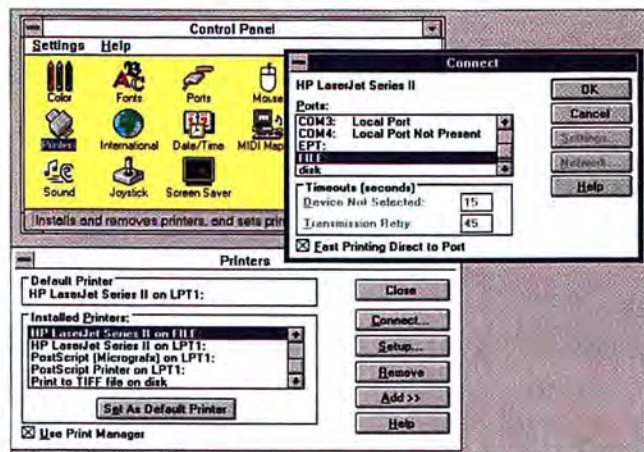 Control Panel
Settings Help
Color
Fonts
Ports
Mouse
Printers
International
Date/Time
MIDI Map
Sound
Joystick
Screen Saver
Installs and removes printers, and sets prin
Connect
HP LaserJet Series II
Ports:
COM3: Local Port
COM4: Local Port Not Present
EPT:
FILE:
disk
Timeouts (seconds)
Device Not Selected: 15
Transmission Retry: 45
Fast Printing Direct to Port
OK
Cancel
Settings...
Network...
Help
Printers
Default Printer
HP LaserJet Series II on LPT1:
Installed Printers:
HP LaserJet Series II on FILE:
HP LaserJet Series II on LPT1:
PostScript (Micrografx) on LPT1:
PostScript Printer on LPT1:
Print to TIFF file on disk
Set As Default Printer
Use Print Manager
Close
Connect...
Setup...
Remove
Add >>
Help